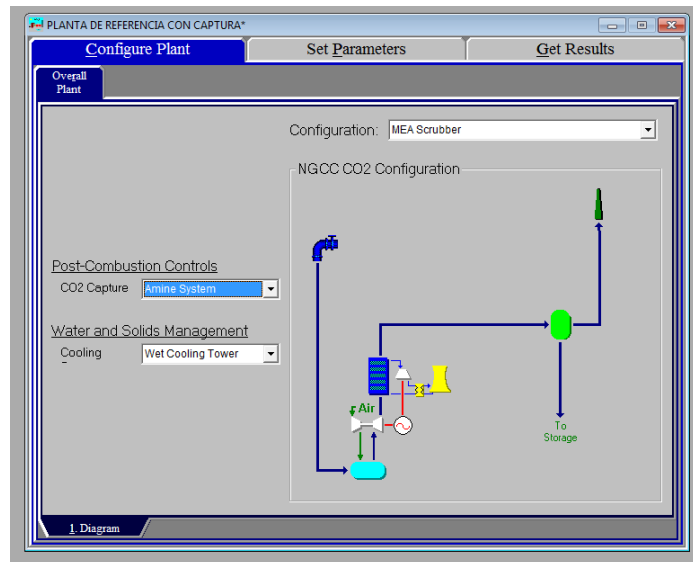 PLANTA DE REFERENCIA CON CAPTURA*
Configure Plant
Set Parameters
Get Results
Overall
Plant
Configuration: MEA Scrubber
NGCC CO2 Configuration
Post-Combustion Controls
CO2 Capture Amine System
Water and Solids Management
Cooling Wet Cooling Tower
Air
To
Storage
1. Diagram